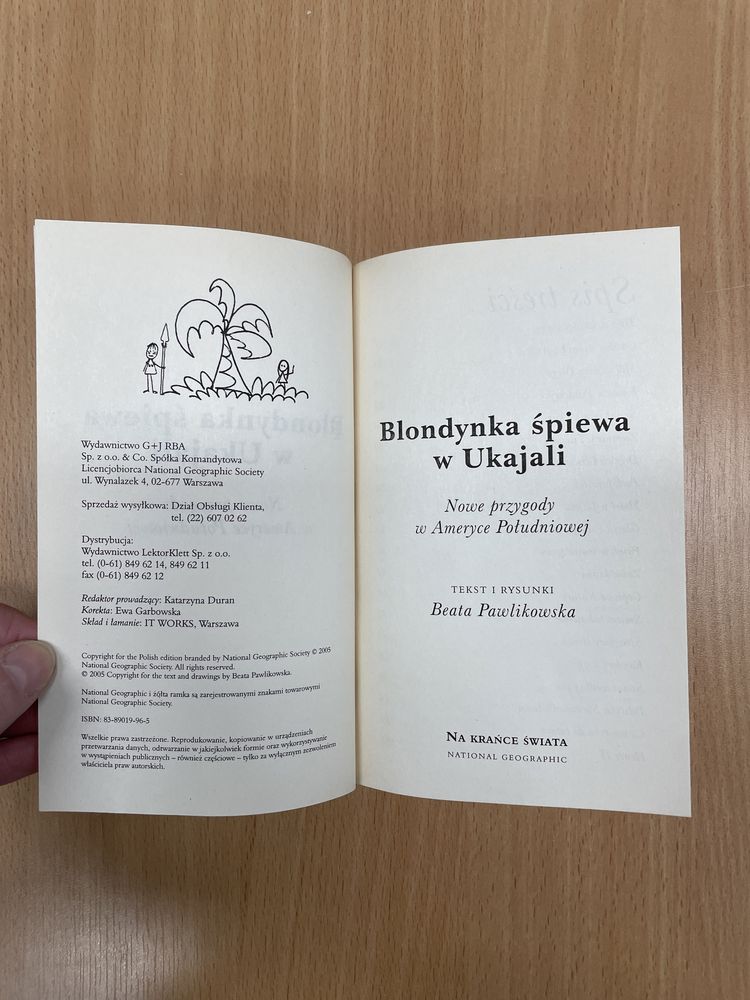 Wydawnictwo G+J RBA
Sp. z o.o. & Co. Spółka Komandytowa
Licencjobiorca National Geographic Society
ul. Wynalazek 4, 02-677 Warszawa
Sprzedaż wysyłkowa: Dział Obsługi Klienta,
tel. (22) 607 02 62
Dystrybucja:
Wydawnictwo LektorKlett Sp. z o.o.
tel. (0-61) 849 62 14, 849 62 11
fax (0-61) 849 62 12
Redaktor prowadzący: Katarzyna Duran
Korekta: Ewa Garbowska
Skład i łamanie: IT WORKS, Warszawa
Copyright for the Polish edition branded by National Geographic Society © 2005
National Geographic Society. All rights reserved.
© 2005 Copyright for the text and drawings by Beata Pawlikowska.
National Geographic i żółta ramka są zarejestrowanymi znakami towarowymi
National Geographic Society.
ISBN: 83-89019-96-5
Wszelkie prawa zastrzeżone. Reprodukowanie, kopiowanie w urządzeniach
przetwarzania danych, odtwarzanie w jakiejkolwiek formie oraz wykorzystywanie
w wystąpieniach publicznych – również częściowe – tylko za wyłącznym zezwoleniem
właściciela praw autorskich.
Blondynka śpiewa
w Ukajali
Nowe przygody
w Ameryce Południowej
TEKST I RYSUNKI
Beata Pawlikowska
NA KRAŃCE ŚWIATA
NATIONAL GEOGRAPHIC
Spis treści